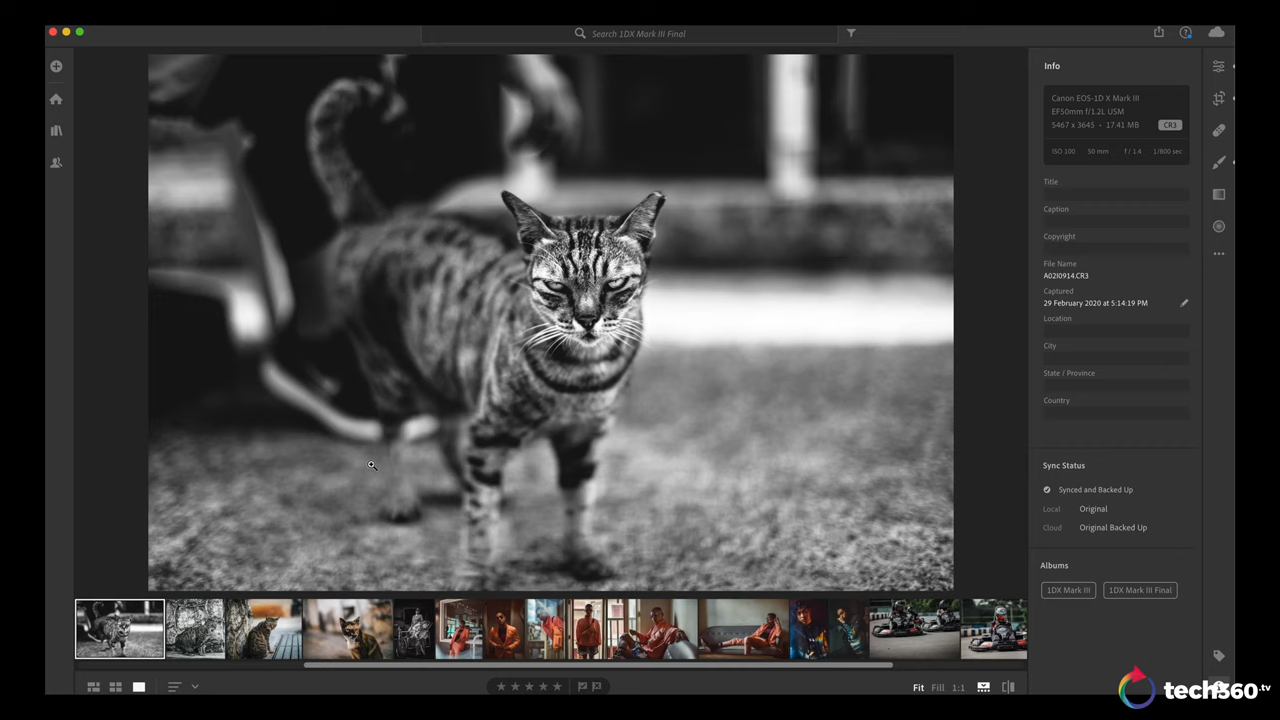 Search 1DX Mark III Final
Info
Canon EOS-1D X Mark III
EF50mm f/1.2L USM
5467 x 3645 • 17.41 MB CR3
ISO 100 50 mm f / 1.4 1/800 sec
Title
Caption
Copyright
File Name
A02I0914.CR3
Captured
29 February 2020 at 5:14:19 PM
Location
City
State / Province
Country
Sync Status
Synced and Backed Up
Local Original
Cloud Original Backed Up
Albums
1DX Mark III 1DX Mark III Final
Fit Fill 1:1
tech360.tv